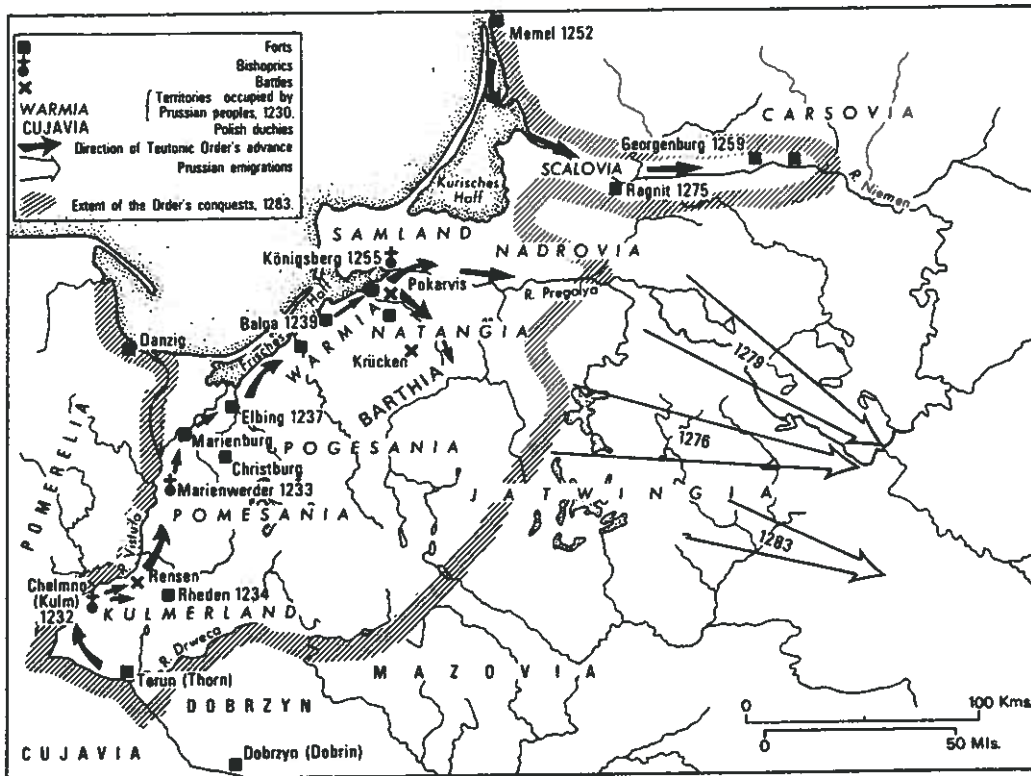 Forts
Bishoprics
Battles
WARMIA
Territories occupied by
Prussian peoples, 1230.
CUJAVIA
Polish duchies
Direction of Teutonic Order's advance
Prussian emigrations
Extent of the Order's conquests, 1283.
Memel 1252
CARSOVIA
Georgenburg 1259
SCALOVIA
Ragnit 1275
R. Niemen
Kurisches
Haff
SAMLAND
NADROVIA
Königsberg 1255
Pokarvis
R. Pregolya
Frisches Haff
Balga 1239
WARMIA
NATANGIA
Krücken
BARTHIA
Danzig
1279
Elbing 1237
1276
Marienburg
POGESANIA
Christburg
Marienwerder 1233
JATWINGIA
POMERELIA
POMESANIA
1283
R. Vistula
Rensen
Chelmno
(Kulm)
1232
Rheden 1234
KULMERLAND
R. Drweca
Torun (Thorn)
MAZOVIA
DOBRZYN
CUJAVIA
Dobrzyn (Dobrin)
0 100 Kms.
0 50 Mls.